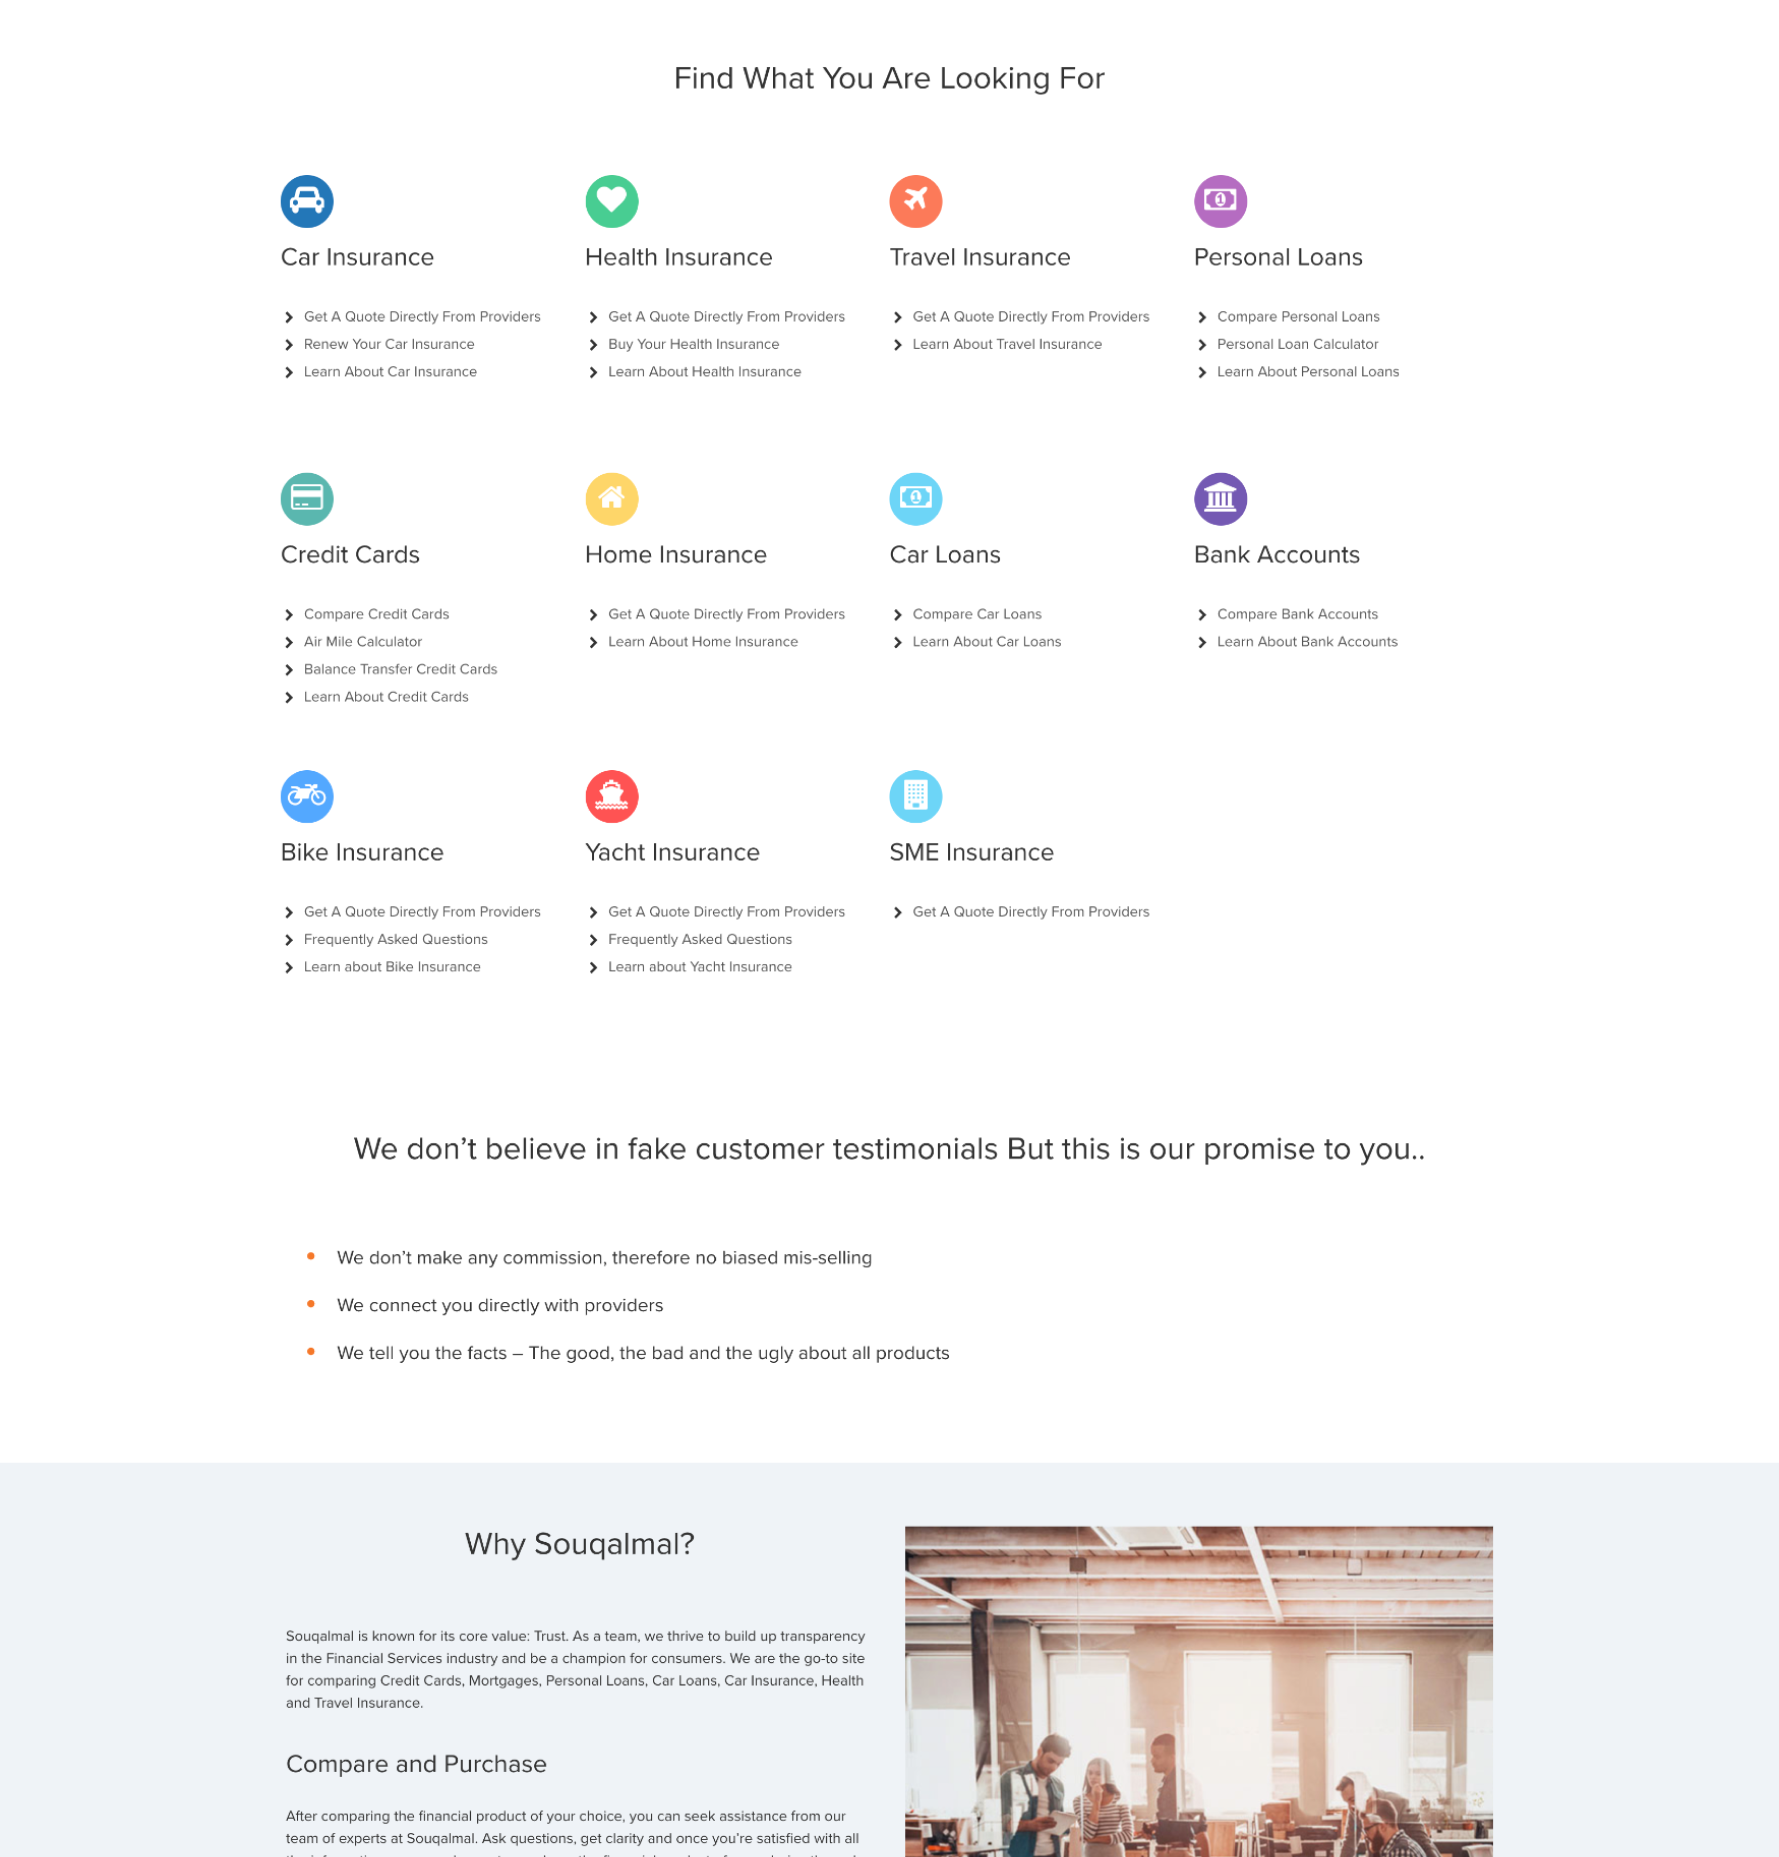 Find What You Are Looking For
Car Insurance
Get A Quote Directly From Providers
Renew Your Car Insurance
Learn About Car Insurance
Health Insurance
Get A Quote Directly From Providers
Buy Your Health Insurance
Learn About Health Insurance
Travel Insurance
Get A Quote Directly From Providers
Learn About Travel Insurance
Personal Loans
Compare Personal Loans
Personal Loan Calculator
Learn About Personal Loans
Credit Cards
Compare Credit Cards
Air Mile Calculator
Balance Transfer Credit Cards
Learn About Credit Cards
Home Insurance
Get A Quote Directly From Providers
Learn About Home Insurance
Car Loans
Compare Car Loans
Learn About Car Loans
Bank Accounts
Compare Bank Accounts
Learn About Bank Accounts
Bike Insurance
Get A Quote Directly From Providers
Frequently Asked Questions
Learn about Bike Insurance
Yacht Insurance
Get A Quote Directly From Providers
Frequently Asked Questions
Learn about Yacht Insurance
SME Insurance
Get A Quote Directly From Providers
We don’t believe in fake customer testimonials But this is our promise to you..
We don’t make any commission, therefore no biased mis-selling
We connect you directly with providers
We tell you the facts – The good, the bad and the ugly about all products
Why Souqalmal?
Souqalmal is known for its core value: Trust. As a team, we thrive to build up transparency
in the Financial Services industry and be a champion for consumers. We are the go-to site
for comparing Credit Cards, Mortgages, Personal Loans, Car Loans, Car Insurance, Health
and Travel Insurance.
Compare and Purchase
After comparing the financial product of your choice, you can seek assistance from our
team of experts at Souqalmal. Ask questions, get clarity and once you’re satisfied with all